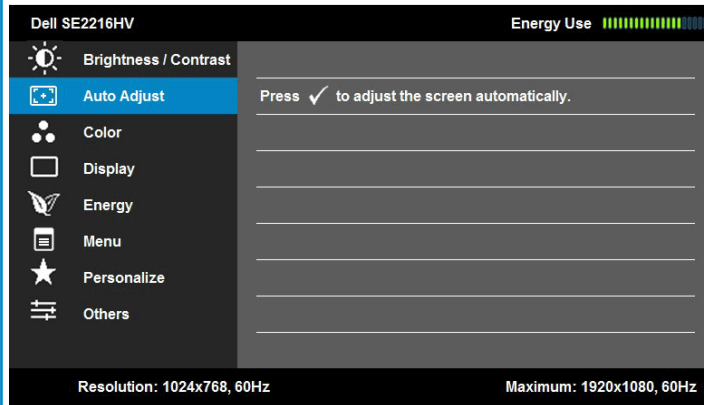 Dell SE2216HV Energy Use
Brightness / Contrast
Auto Adjust Press ✓ to adjust the screen automatically.
Color
Display
Energy
Menu
Personalize
Others
Resolution: 1024x768, 60Hz Maximum: 1920x1080, 60Hz